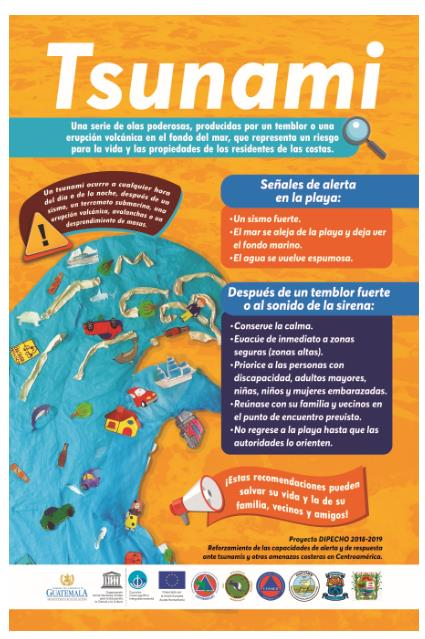 Tsunami
Una serie de olas poderosas, producidas por un temblor o una
erupción volcánica en el fondo del mar, que representa un riesgo
para la vida y las propiedades de los residentes de las costas.
Un tsunami ocurre a cualquier hora
del día o de la noche, después de un
sismo, un terremoto submarino, una
erupción volcánica, avalanchas o un
desprendimiento de masas.
Señales de alerta
en la playa:
•Un sismo fuerte.
•El mar se aleja de la playa y deja ver
el fondo marino.
•El agua se vuelve espumosa.
Después de un temblor fuerte
o al sonido de la sirena:
•Conserve la calma.
•Evacúe de inmediato a zonas
seguras (zonas altas).
•Priorice a las personas con
discapacidad, adultos mayores,
niñas, niños y mujeres embarazadas.
•Reúnase con su familia y vecinos en
el punto de encuentro previsto.
•No regrese a la playa hasta que las
autoridades lo orienten.
¡Estas recomendaciones pueden
salvar su vida y la de su
familia, vecinos y amigos!
Proyecto DIPECHO 2018-2019
Reforzamiento de las capacidades de alerta y de respuesta
ante tsunamis y otras amenazas costeras en Centroamérica.
GUATEMALA